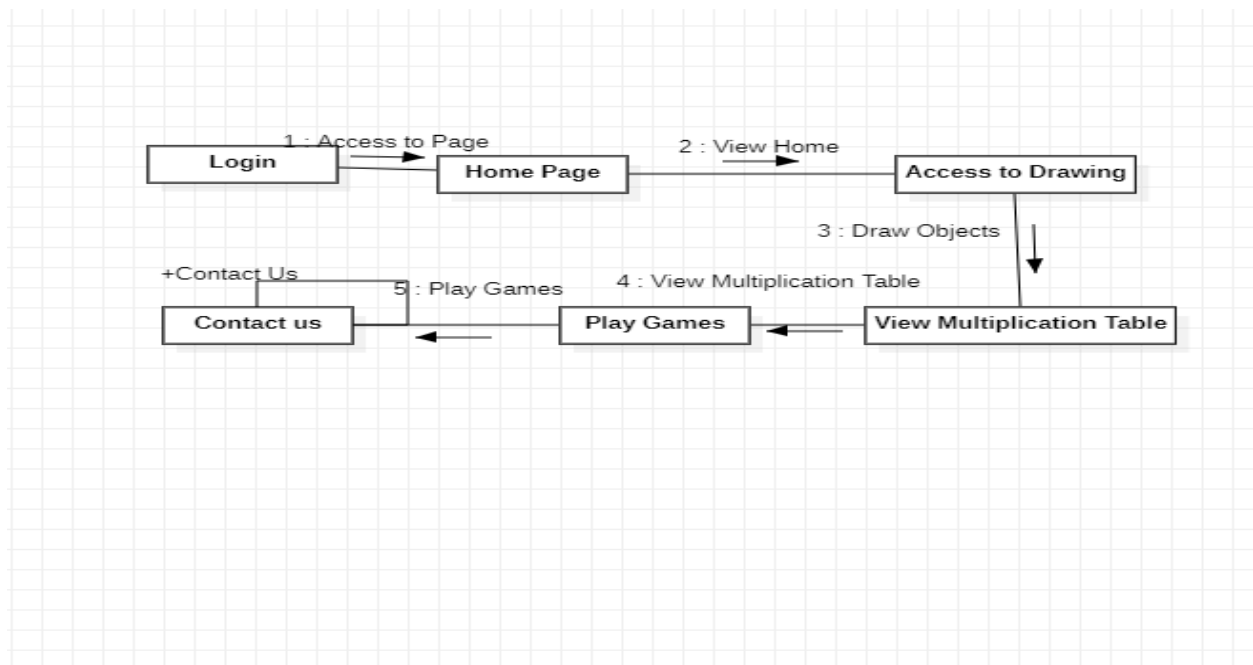 1 : Access to Page
Login
Home Page
2 : View Home
Access to Drawing
3 : Draw Objects
+Contact Us
5 : Play Games
4 : View Multiplication Table
Contact us
Play Games
View Multiplication Table